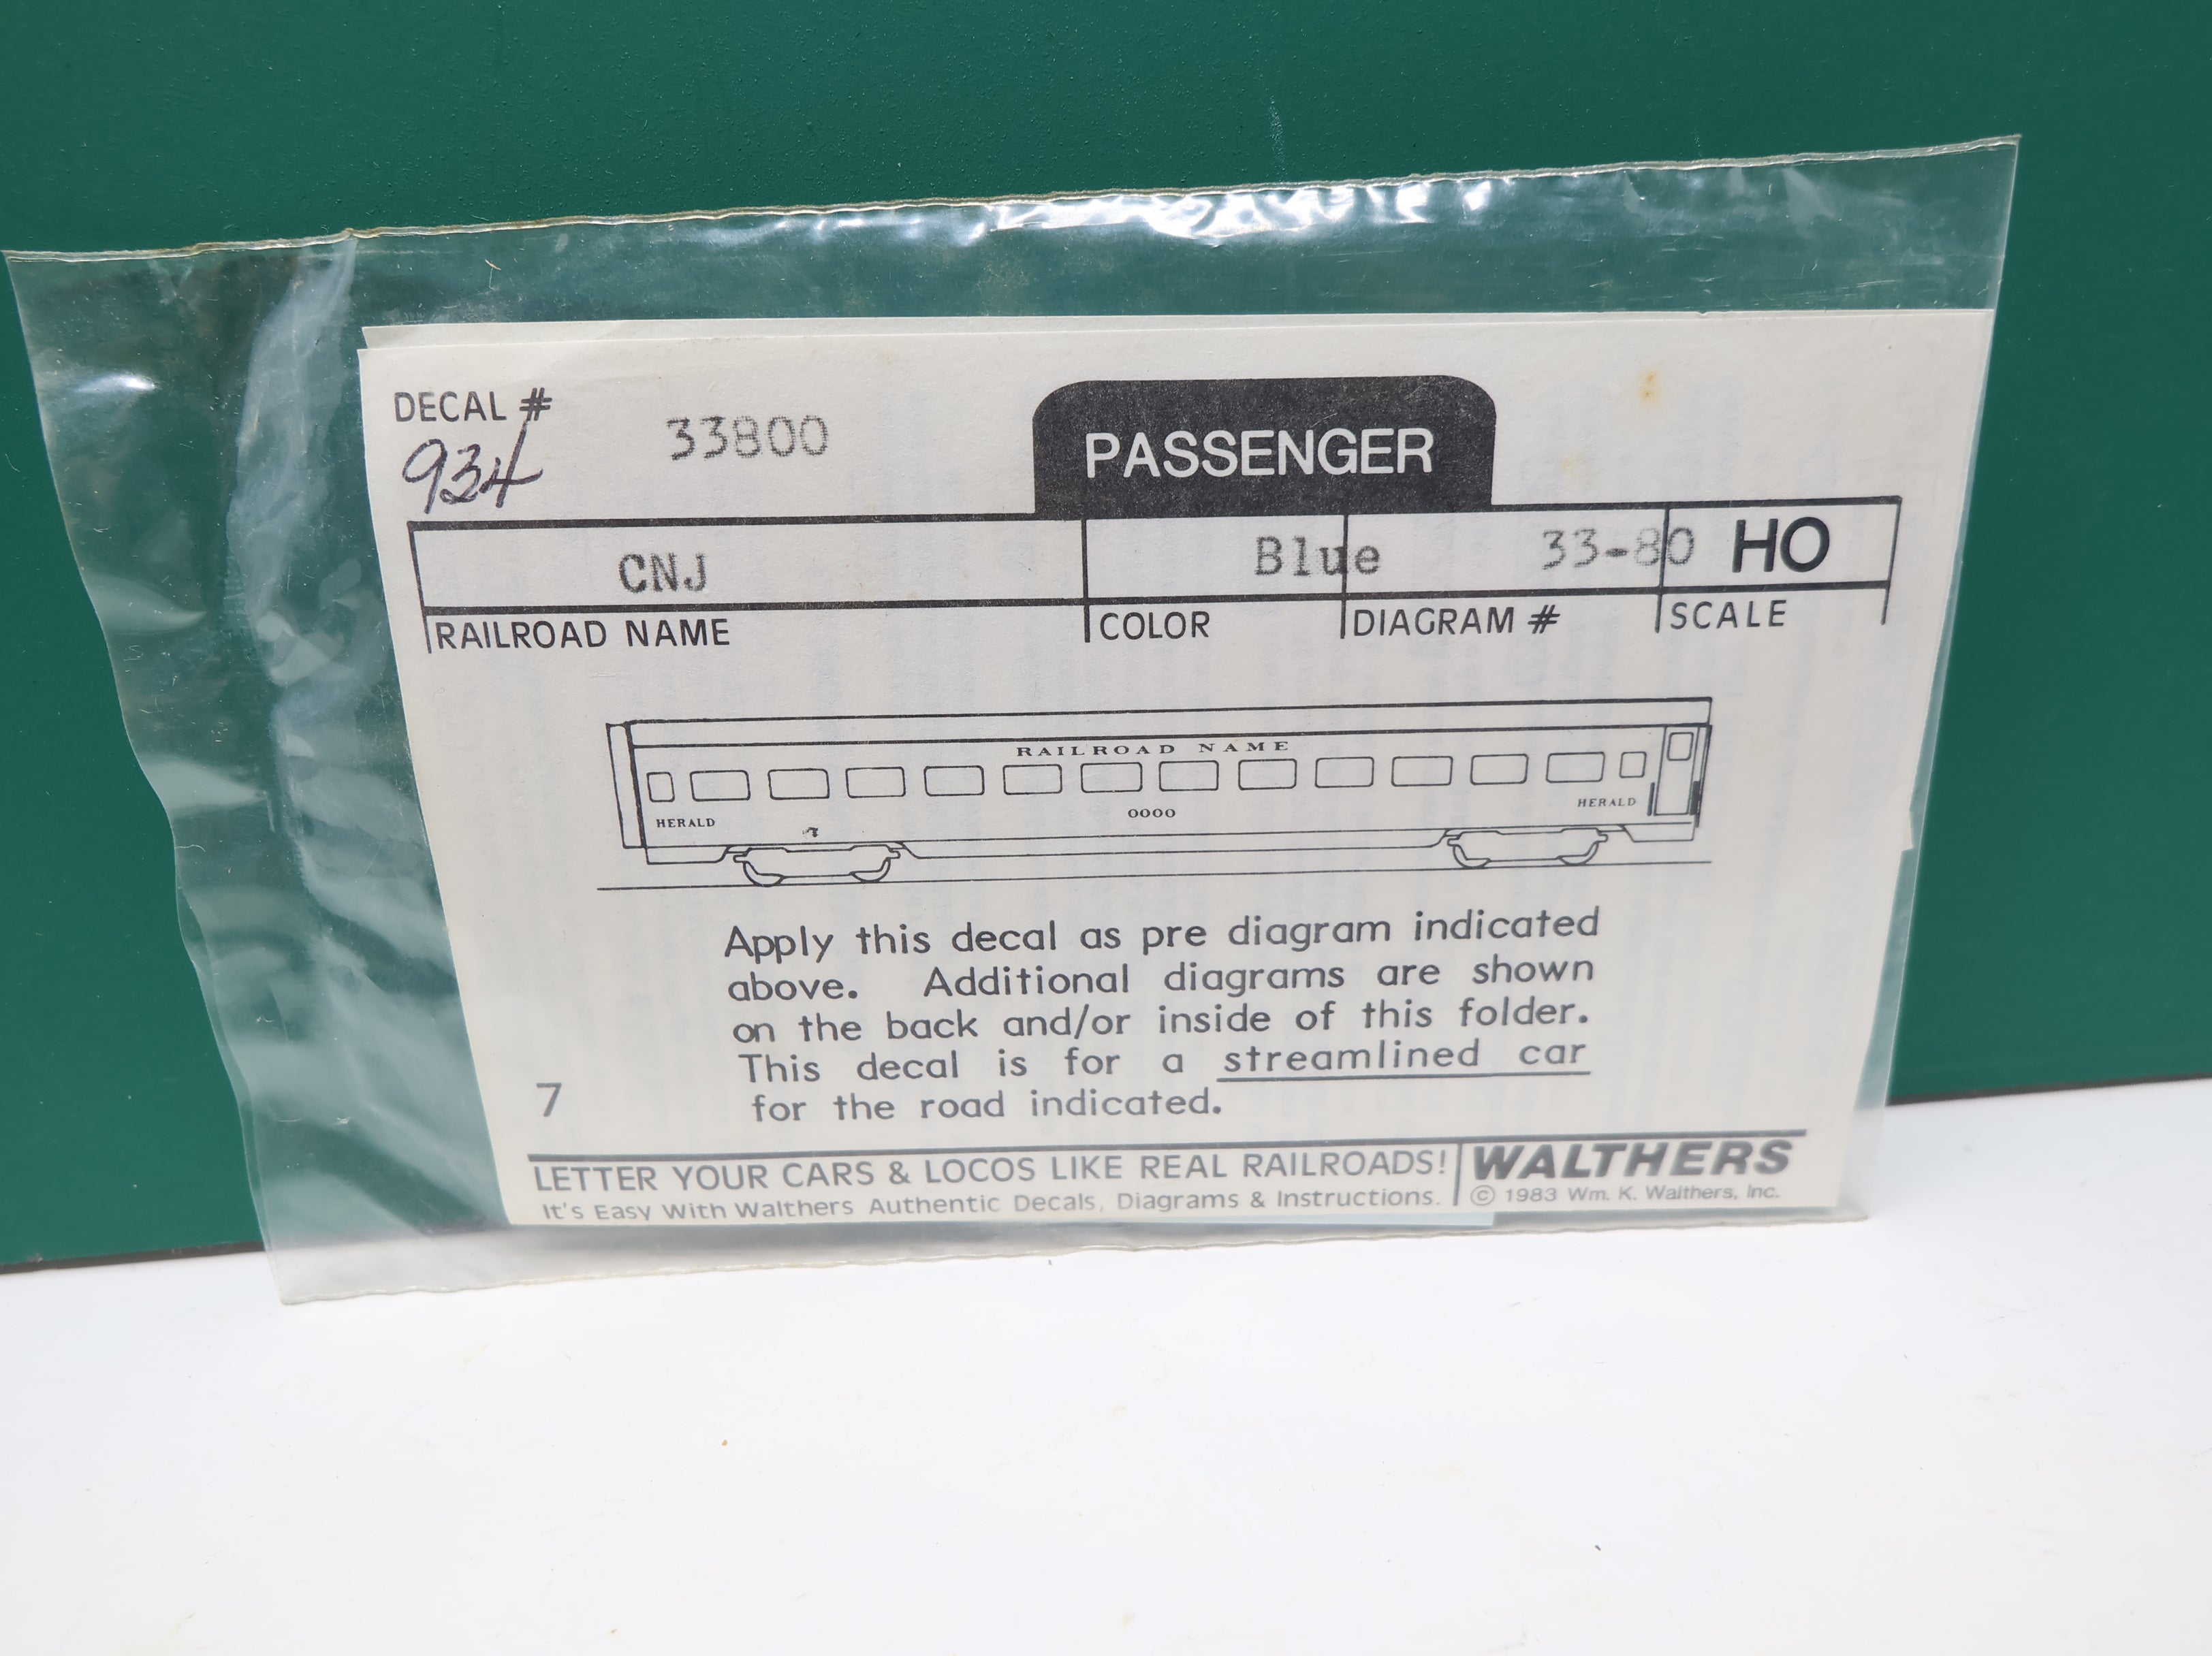 DECAL # 33800
934
PASSENGER
CNJ Blue 33-80 HO
RAILROAD NAME COLOR DIAGRAM # SCALE
RAILROAD NAME
HERALD 0000 HERALD
7
Apply this decal as pre diagram indicated
above. Additional diagrams are shown
on the back and/or inside of this folder.
This decal is for a streamlined car
for the road indicated.
7
LETTER YOUR CARS & LOCOS LIKE REAL RAILROADS!
It's Easy With Walthers Authentic Decals, Diagrams & Instructions.
WALTHERS
© 1983 Wm. K. Walthers, Inc.